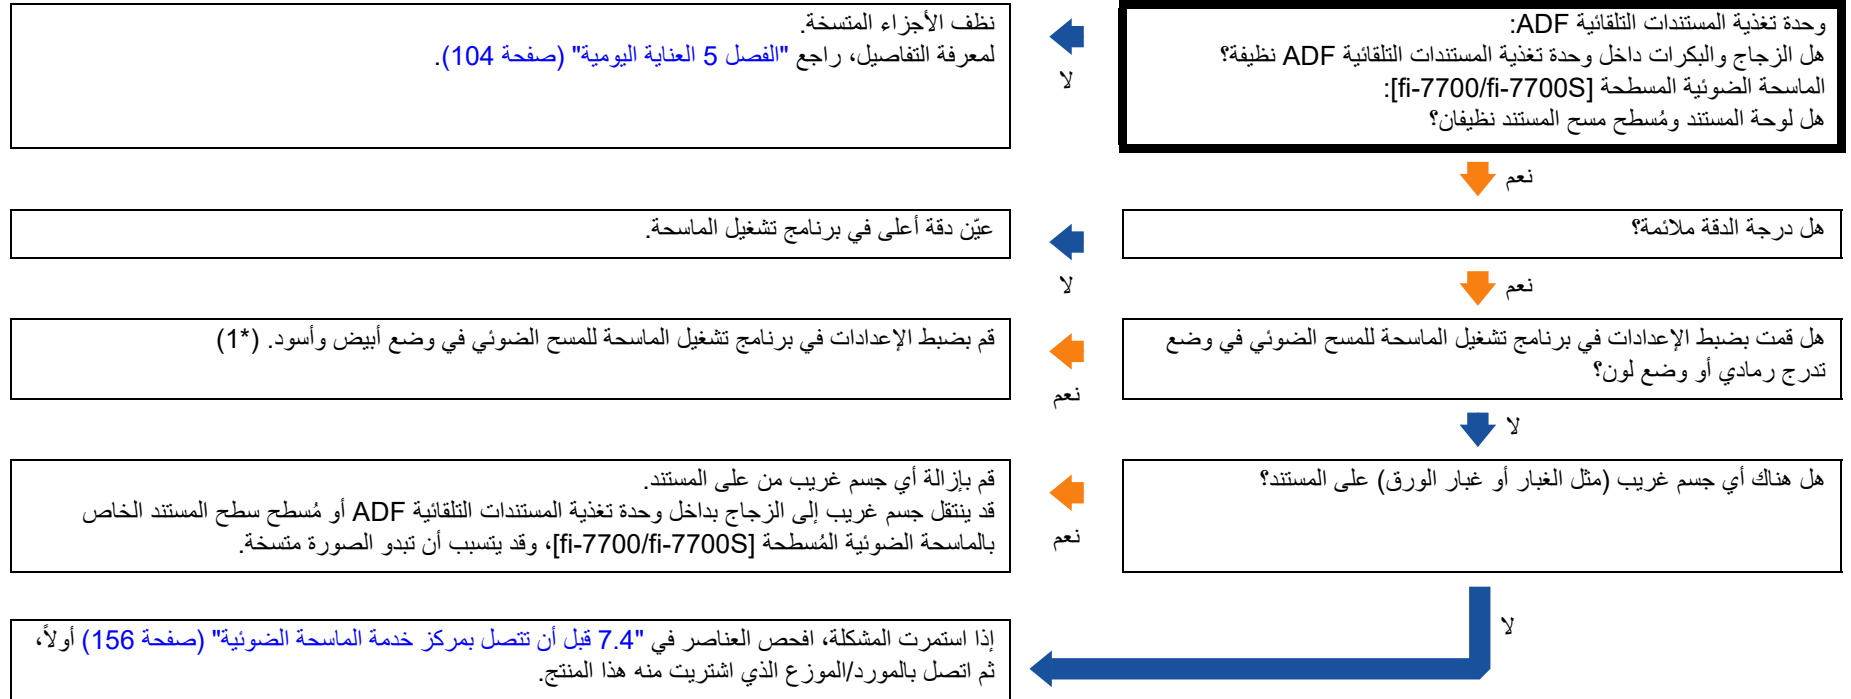 وحدة تغذية المستندات التلقائية ADF:
هل الزجاج والبكرات داخل وحدة تغذية المستندات التلقائية ADF نظيفة؟
الماسحة الضوئية المسطحة [fi-7700/fi-7700S]:
هل لوحة المستند ومُسطح مسح المستند نظيفان؟
لا
نظف الأجزاء المتسخة.
لمعرفة التفاصيل، راجع "الفصل 5 العناية اليومية" (صفحة 104).
نعم
هل درجة الدقة ملائمة؟
لا
عيّن دقة أعلى في برنامج تشغيل الماسحة.
نعم
هل قمت بضبط الإعدادات في برنامج تشغيل الماسحة للمسح الضوئي في وضع
تدرج رمادي أو وضع لون؟
نعم
قم بضبط الإعدادات في برنامج تشغيل الماسحة للمسح الضوئي في وضع أبيض وأسود. (*1)
لا
هل هناك أي جسم غريب (مثل الغبار أو غبار الورق) على المستند؟
نعم
قم بإزالة أي جسم غريب من على المستند.
قد ينتقل جسم غريب إلى الزجاج بداخل وحدة تغذية المستندات التلقائية ADF أو مُسطح سطح المستند الخاص
بالماسحة الضوئية المُسطحة [fi-7700/fi-7700S]، وقد يتسبب أن تبدو الصورة متسخة.
لا
إذا استمرت المشكلة، افحص العناصر في "7.4 قبل أن تتصل بمركز خدمة الماسحة الضوئية" (صفحة 156) أولاً،
ثم اتصل بالمورد/الموزع الذي اشتريت منه هذا المنتج.